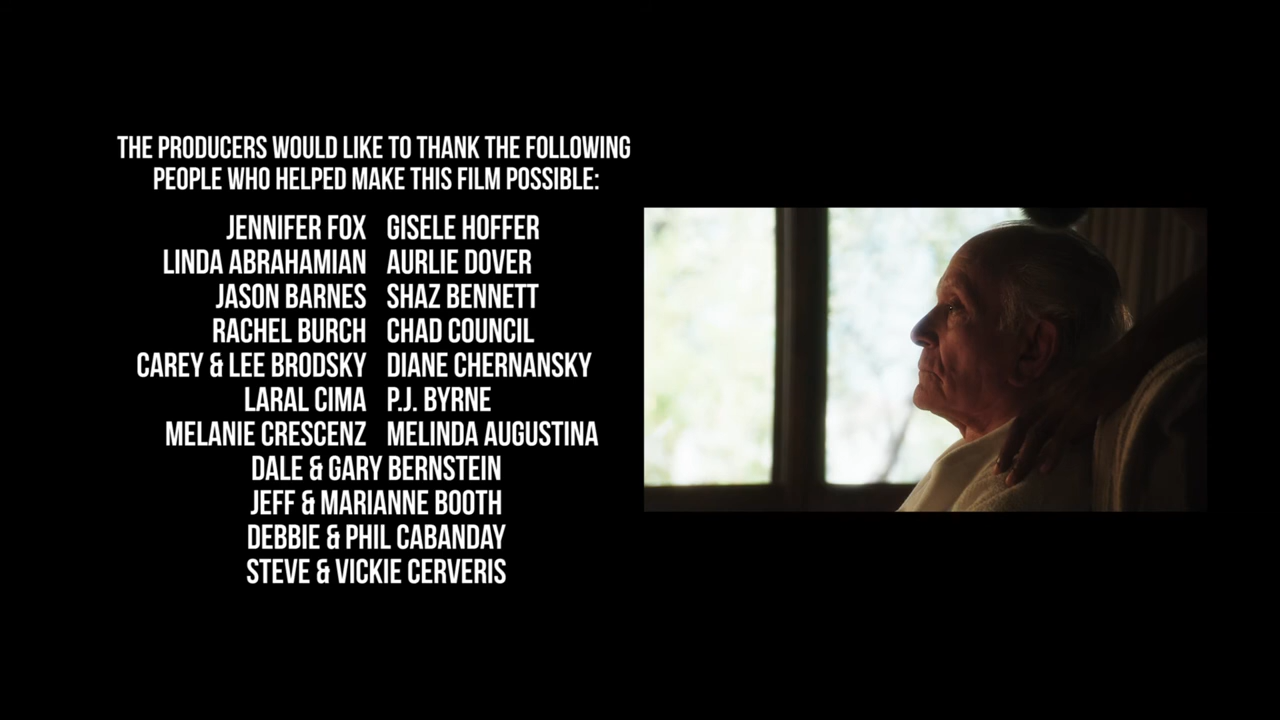 THE PRODUCERS WOULD LIKE TO THANK THE FOLLOWING
PEOPLE WHO HELPED MAKE THIS FILM POSSIBLE:
JENNIFER FOX GISELE HOFFER
LINDA ABRAHAMIAN AURLIE DOVER
JASON BARNES SHAZ BENNETT
RACHEL BURCH CHAD COUNCIL
CAREY & LEE BRODSKY DIANE CHERNANSKY
LARAL CIMA P.J. BYRNE
MELANIE CRESCENZ MELINDA AUGUSTINA
DALE & GARY BERNSTEIN
JEFF & MARIANNE BOOTH
DEBBIE & PHIL CABANDAY
STEVE & VICKIE CERVERIS